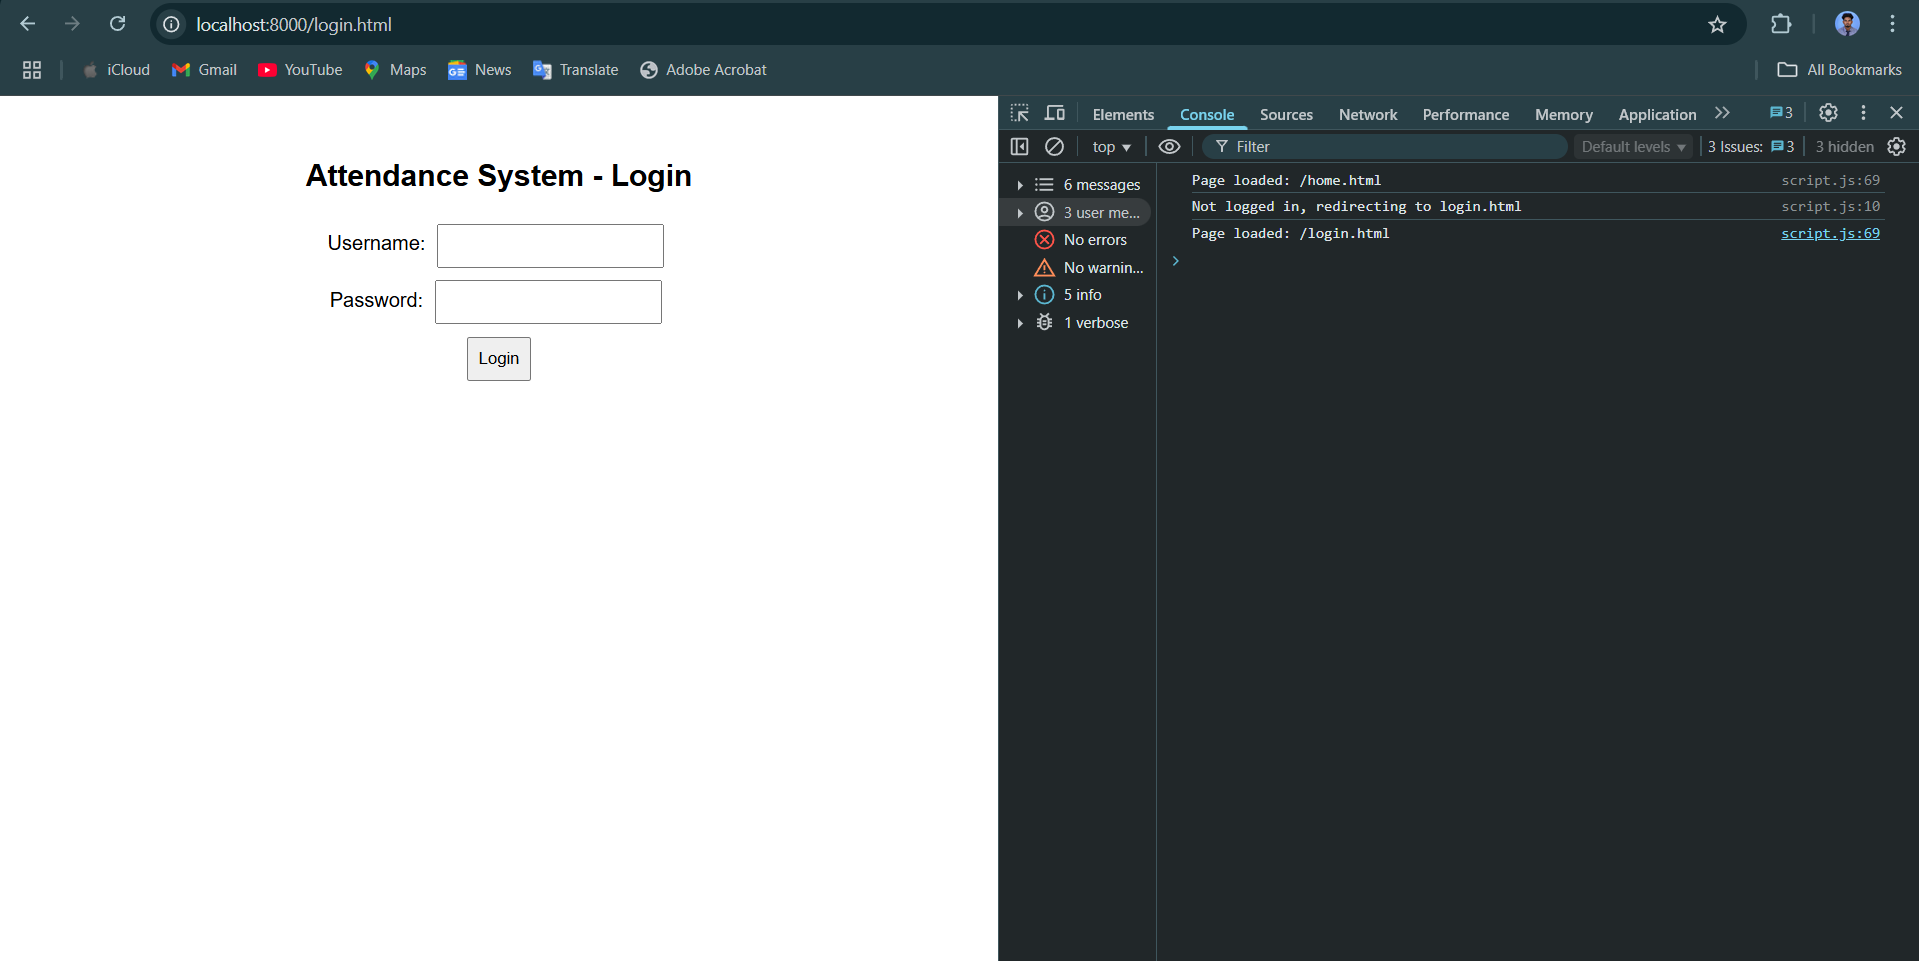 localhost:8000/login.html
iCloud Gmail YouTube Maps News Translate Adobe Acrobat All Bookmarks
Attendance System - Login
Username:
Password:
Login
Elements Console Sources Network Performance Memory Application 3
top Filter Default levels 3 Issues: 3 3 hidden
6 messages
3 user me...
No errors
No warnin...
5 info
1 verbose
Page loaded: /home.html script.js:69
Not logged in, redirecting to login.html script.js:10
Page loaded: /login.html script.js:69